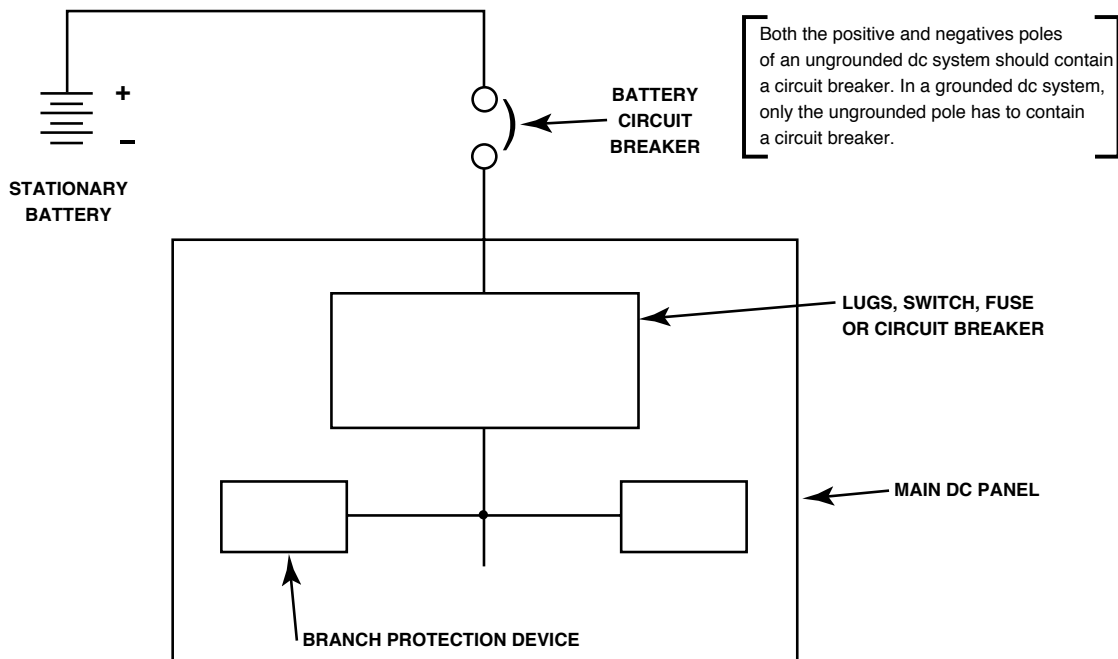 Both the positive and negatives poles
of an ungrounded dc system should contain
a circuit breaker. In a grounded dc system,
only the ungrounded pole has to contain
a circuit breaker.
+
–
STATIONARY
BATTERY
BATTERY
CIRCUIT
BREAKER
LUGS, SWITCH, FUSE
OR CIRCUIT BREAKER
MAIN DC PANEL
BRANCH PROTECTION DEVICE